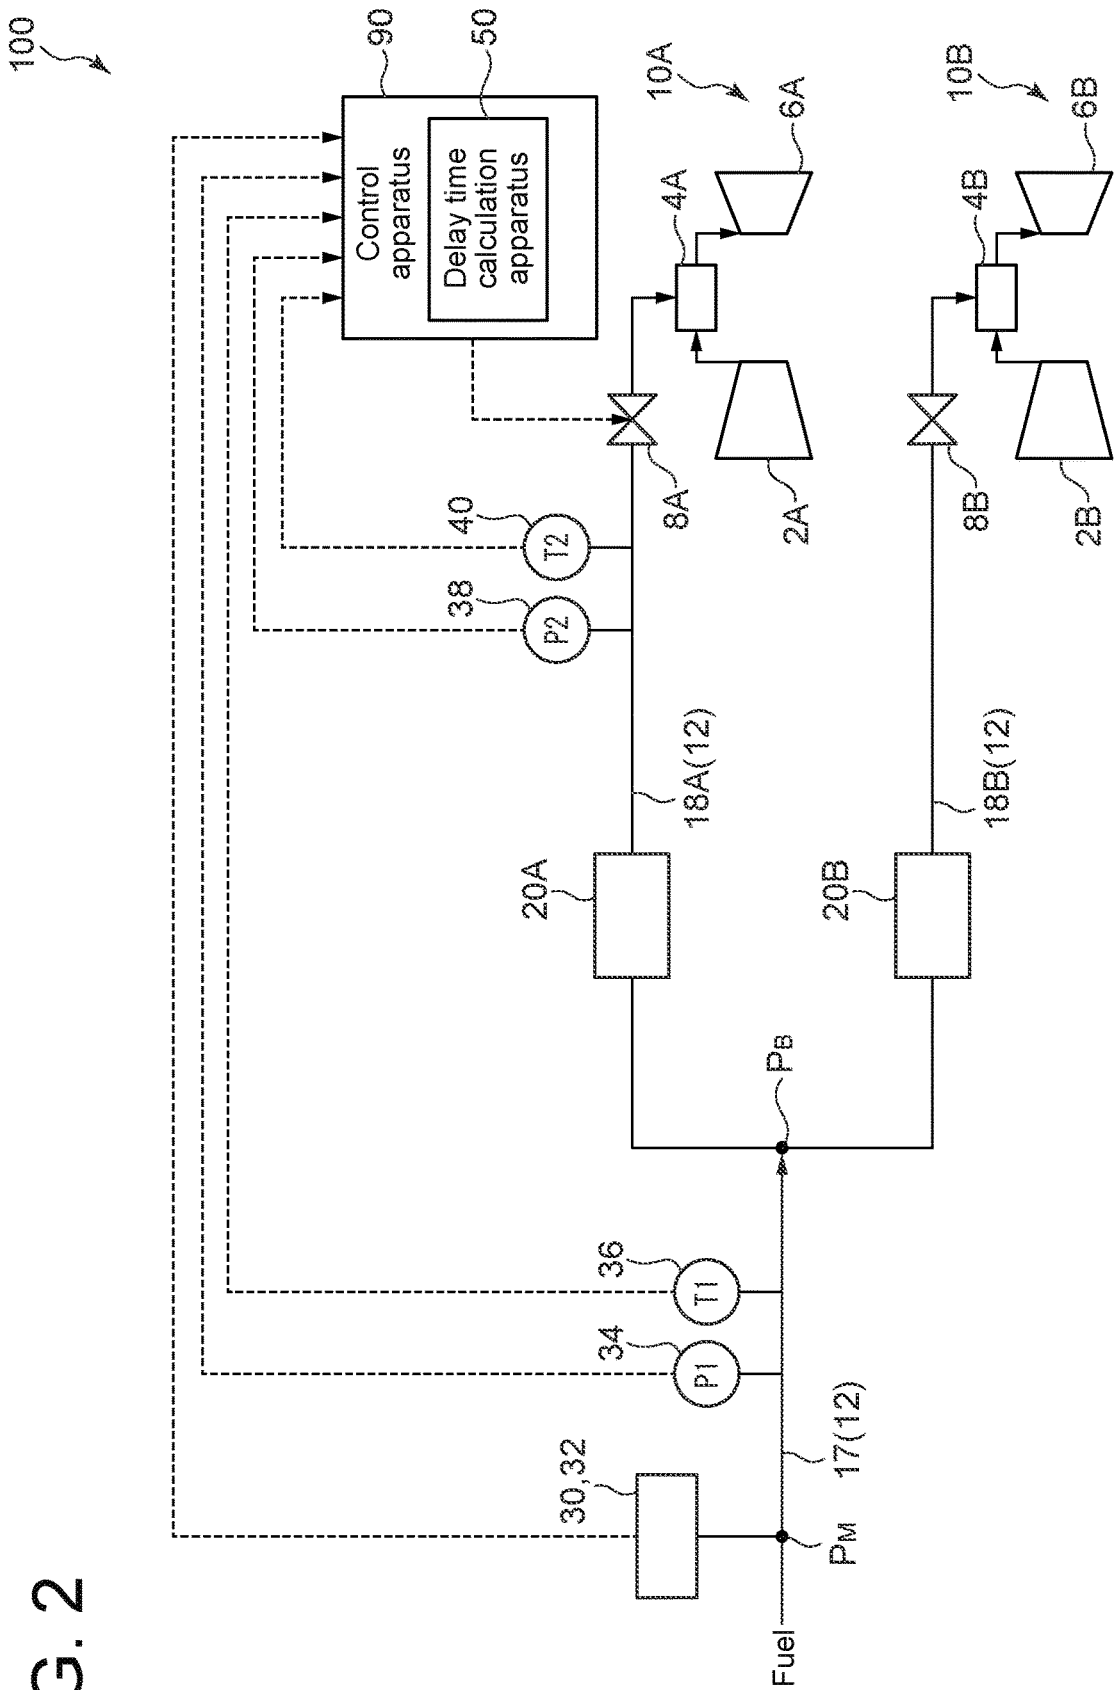 G. 2
100
90
50
Control
apparatus
Delay time
calculation
apparatus
10A
6A
4A
8A
2A
10B
6B
4B
8B
2B
40
T2
38
P2
18A(12)
18B(12)
20A
20B
PB
36
T1
34
P1
30,32
17(12)
PM
Fuel